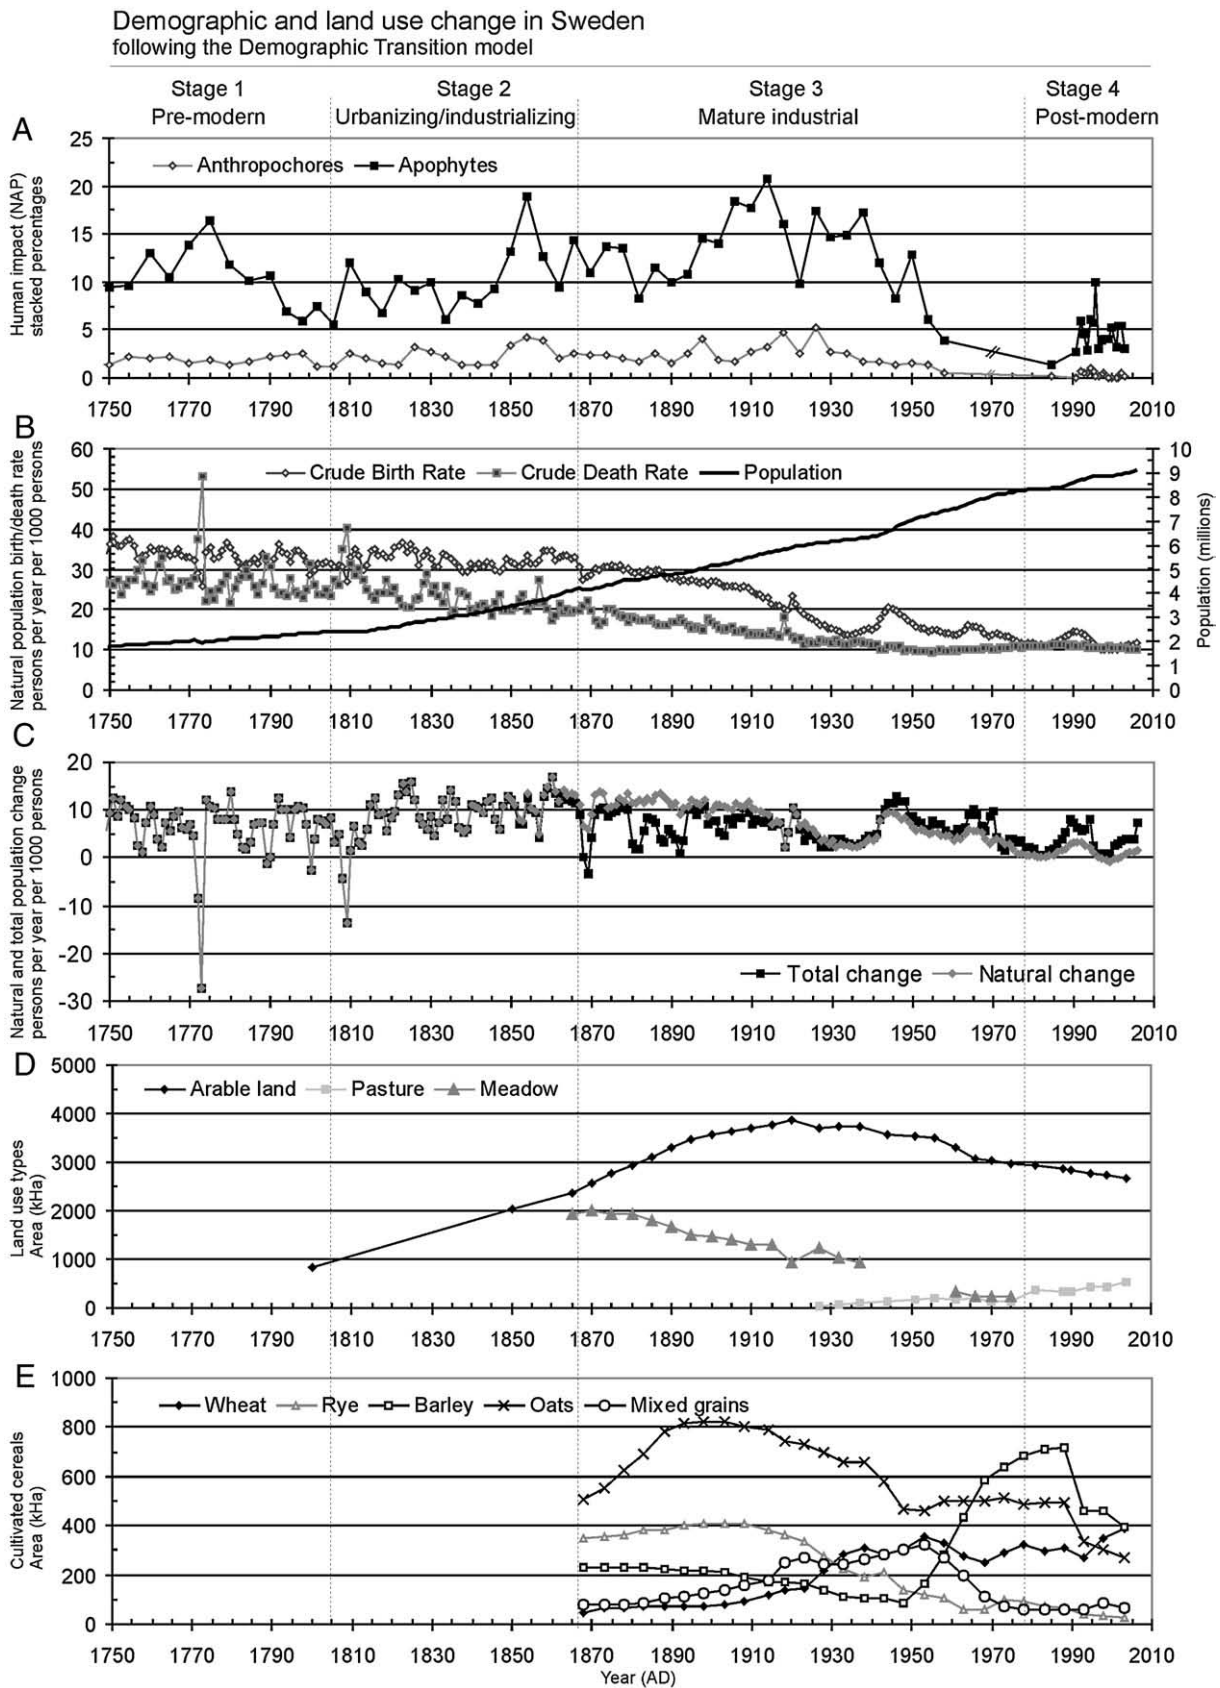 Demographic and land use change in Sweden
following the Demographic Transition model
Stage 1
Pre-modern
Stage 2
Urbanizing/industrializing
Stage 3
Mature industrial
Stage 4
Post-modern
A
Human impact (NAP)
stacked percentages
25
20
15
10
5
0
Anthropochores
Apophytes
1750 1770 1790 1810 1830 1850 1870 1890 1910 1930 1950 1970 1990 2010
B
Natural population birth/death rate
persons per year per 1000 persons
60
50
40
30
20
10
0
Crude Birth Rate
Crude Death Rate
Population
10
9
8
7
6
5
4
3
2
1
0
Population (millions)
1750 1770 1790 1810 1830 1850 1870 1890 1910 1930 1950 1970 1990 2010
C
Natural and total population change
persons per year per 1000 persons
20
10
0
-10
-20
-30
Total change
Natural change
1750 1770 1790 1810 1830 1850 1870 1890 1910 1930 1950 1970 1990 2010
D
Land use types
Area (kHa)
5000
4000
3000
2000
1000
0
Arable land
Pasture
Meadow
1750 1770 1790 1810 1830 1850 1870 1890 1910 1930 1950 1970 1990 2010
E
Cultivated cereals
Area (kHa)
1000
800
600
400
200
0
Wheat
Rye
Barley
Oats
Mixed grains
1750 1770 1790 1810 1830 1850 1870 1890 1910 1930 1950 1970 1990 2010
Year (AD)